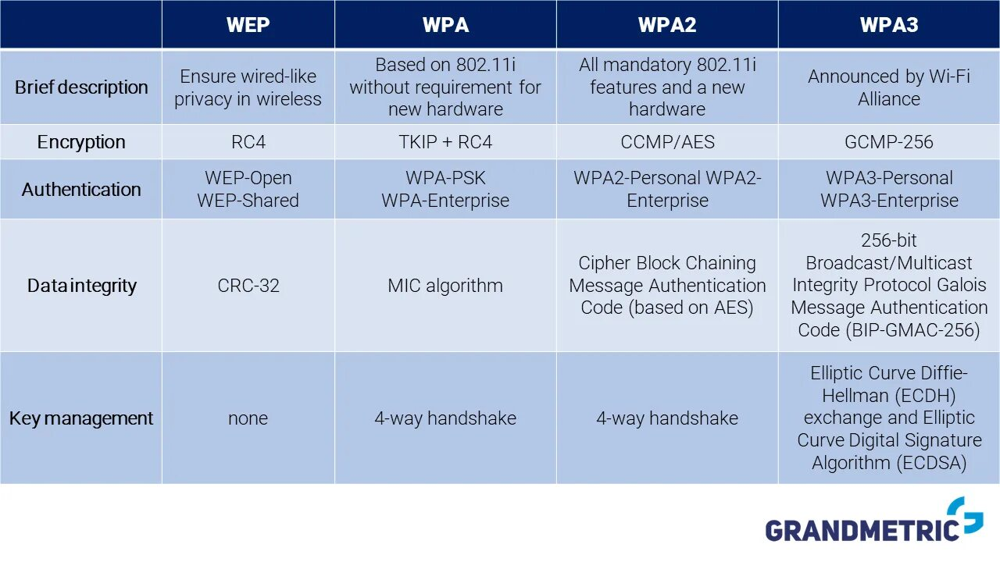 WEP
WPA
WPA2
WPA3
Brief description
Ensure wired-like
privacy in wireless
Based on 802.11i
without requirement for
new hardware
All mandatory 802.11i
features and a new
hardware
Announced by Wi-Fi
Alliance
Encryption
RC4
TKIP + RC4
CCMP/AES
GCMP-256
Authentication
WEP-Open
WEP-Shared
WPA-PSK
WPA-Enterprise
WPA2-Personal WPA2-
Enterprise
WPA3-Personal
WPA3-Enterprise
Data integrity
CRC-32
MIC algorithm
Cipher Block Chaining
Message Authentication
Code (based on AES)
256-bit
Broadcast/Multicast
Integrity Protocol Galois
Message Authentication
Code (BIP-GMAC-256)
Key management
none
4-way handshake
4-way handshake
Elliptic Curve Diffie-
Hellman (ECDH)
exchange and Elliptic
Curve Digital Signature
Algorithm (ECDSA)
GRANDMETRIC